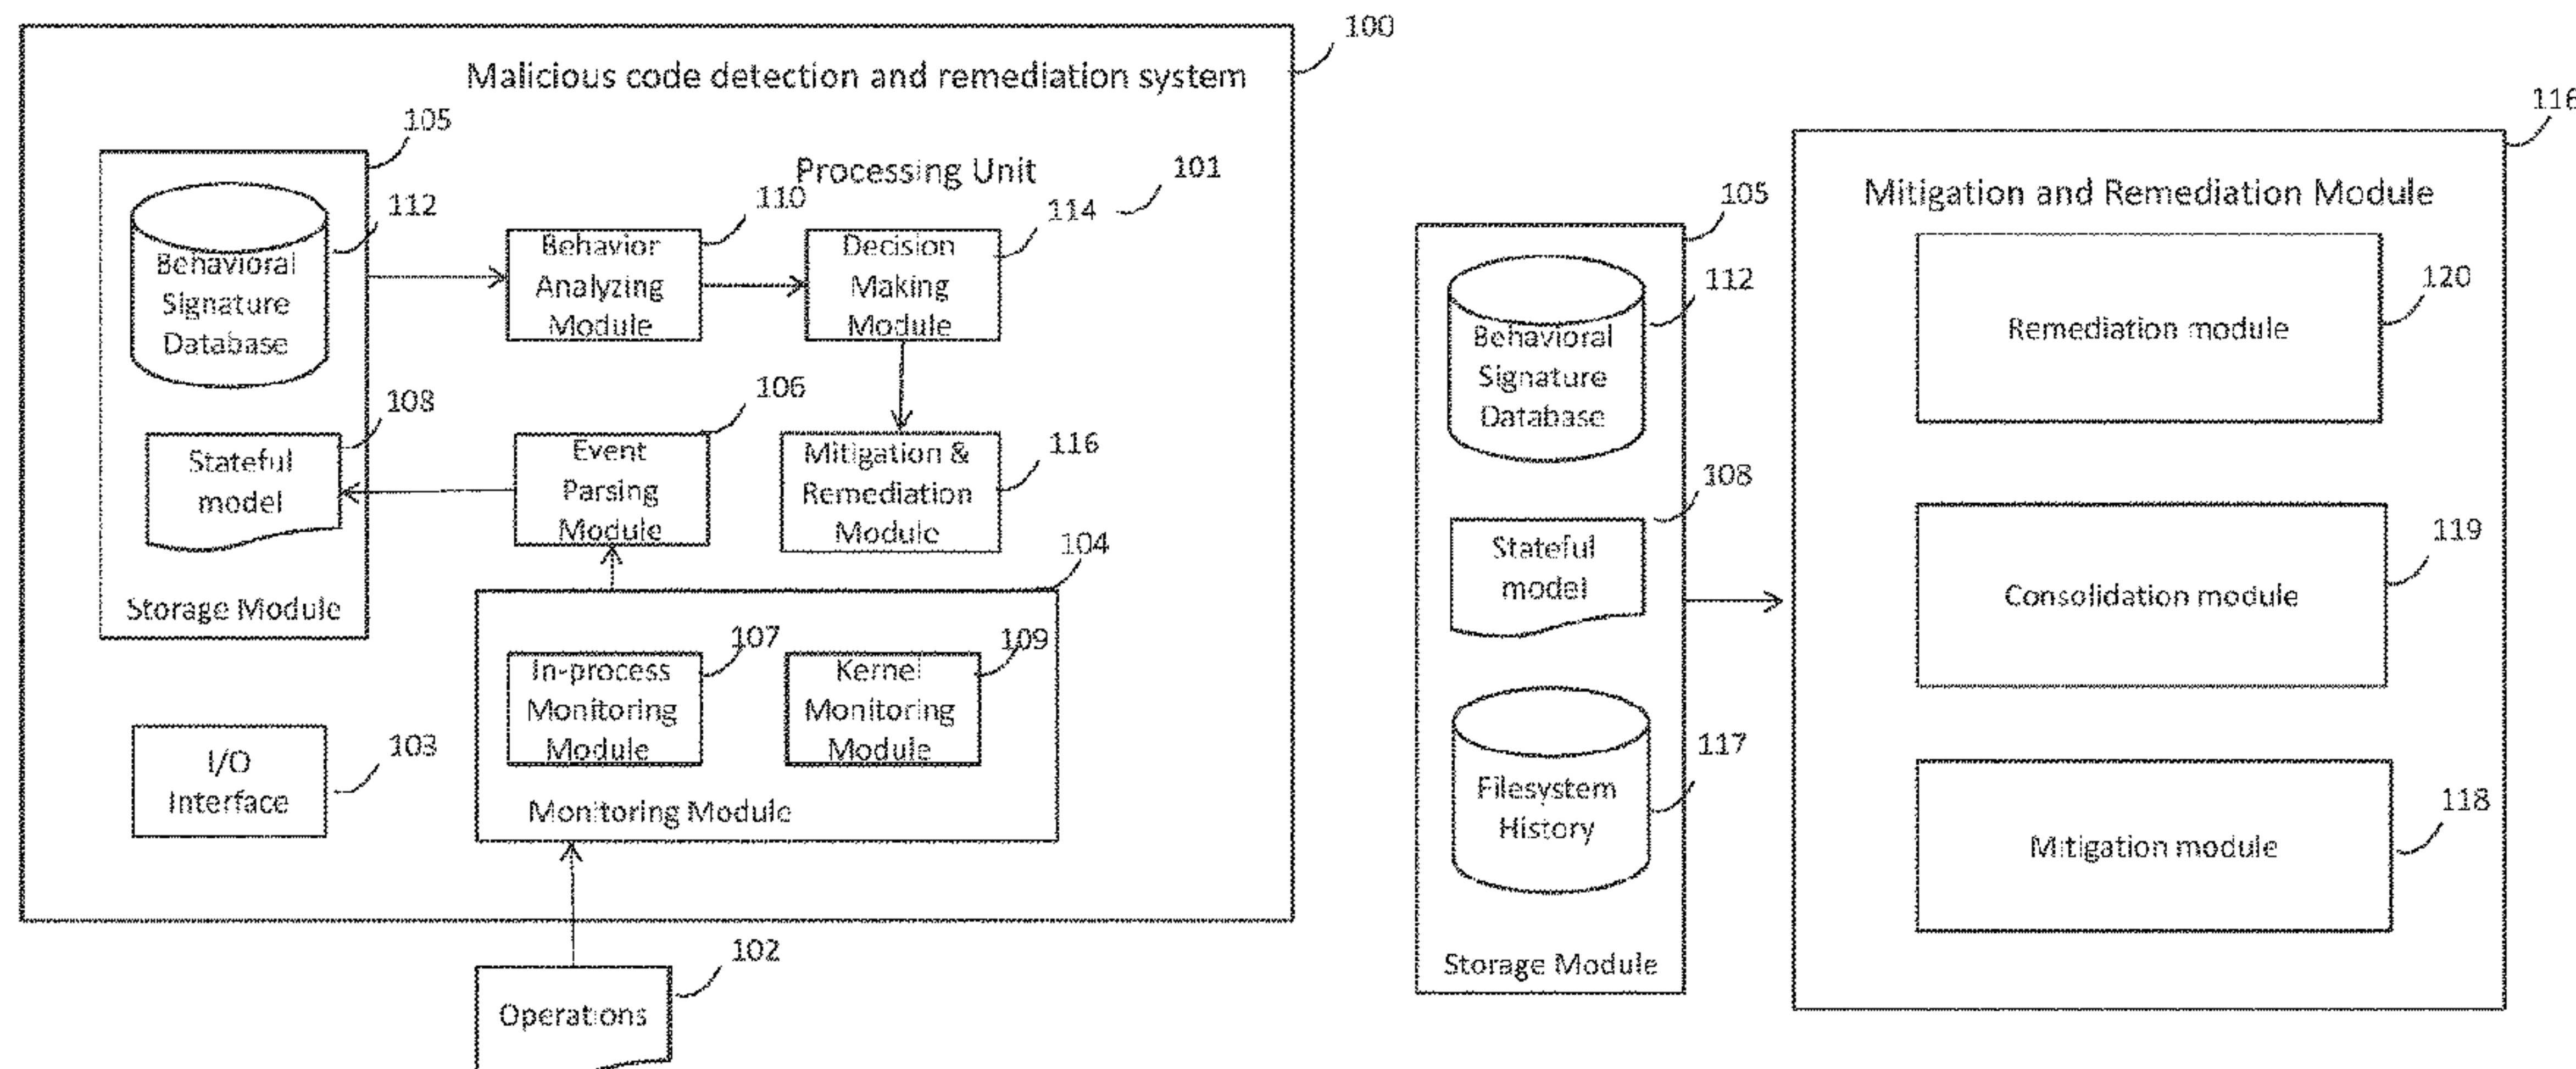 100
Malicious code detection and remediation system
105
Processing Unit
101
112
Behavioral
Signature
Database
110
Behavior
Analyzing
Module
114
Decision
Making
Module
108
Stateful
model
106
Event
Parsing
Module
116
Mitigation &
Remediation
Module
Storage Module
104
107
In-process
Monitoring
Module
109
Kernel
Monitoring
Module
Monitoring Module
103
I/O
Interface
102
Operations
105
112
Behavioral
Signature
Database
108
Stateful
model
117
Filesystem
History
Storage Module
116
Mitigation and Remediation Module
120
Remediation module
119
Consolidation module
118
Mitigation module